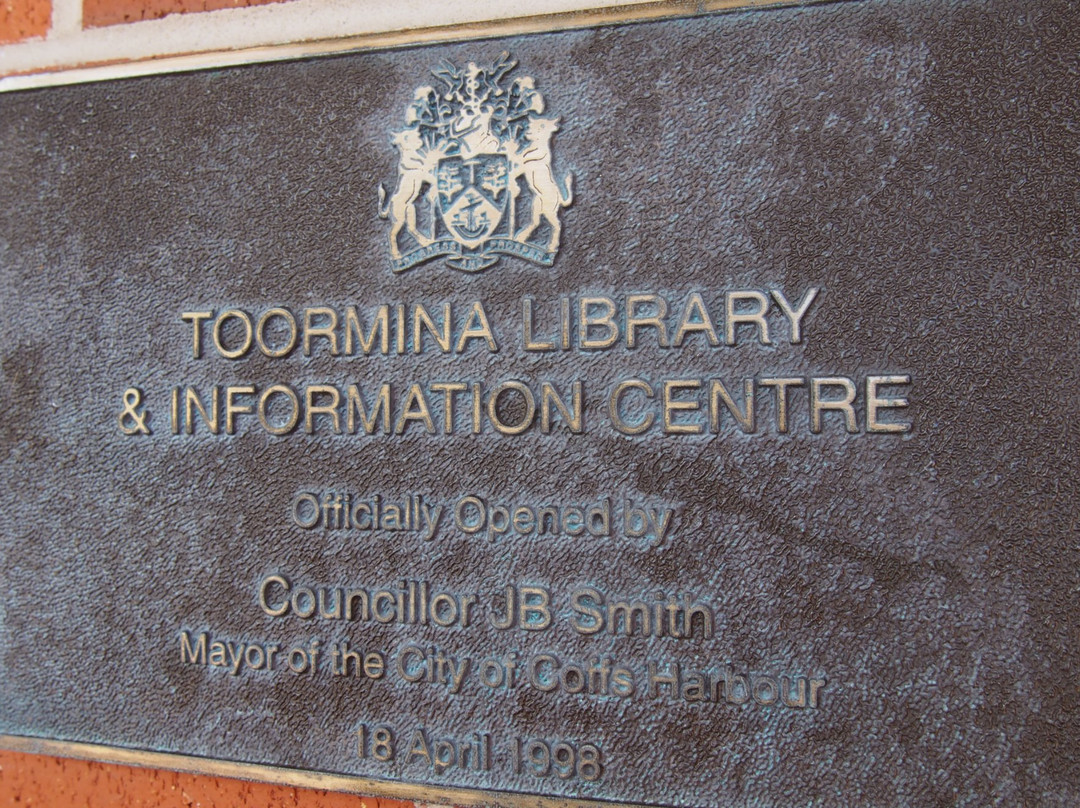 TOORMINA LIBRARY
& INFORMATION CENTRE
Officially Opened by
Councillor JB Smith
Mayor of the City of Coffs Harbour
18 April 1998